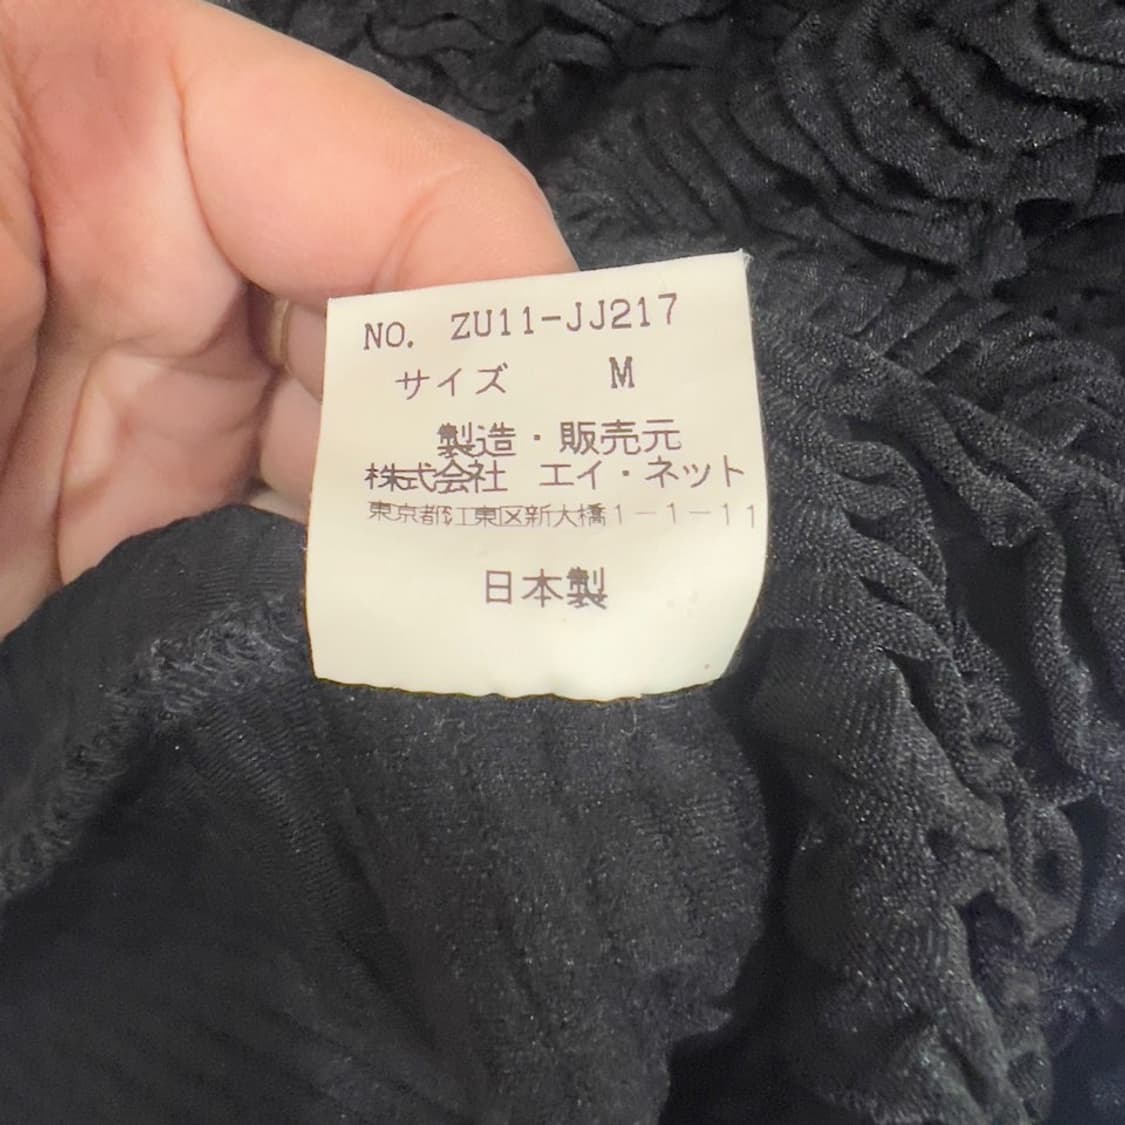 NO. ZU11-JJ217
サイズ M
製造・販売元
株式会社 エイ・ネット
東京都江東区新大橋1-1-11
日本製